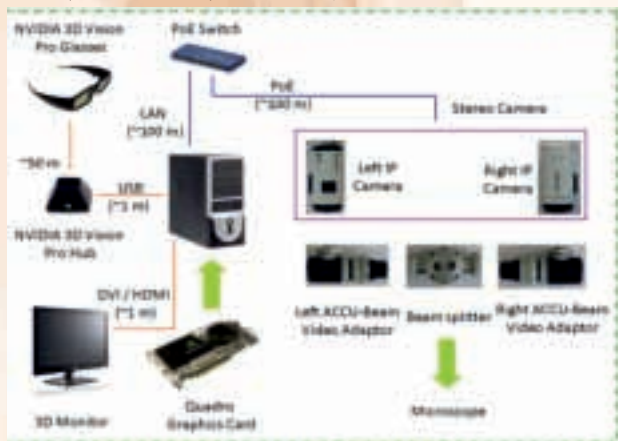 NVIDIA 3D Vision
Pro Glasses
PoE Switch
PoE
(~100 m)
LAN
(~100 m)
Stereo Camera
Left IP
Camera
Right IP
Camera
~50 m
USB
(~1 m)
NVIDIA 3D Vision
Pro Hub
DVI / HDMI
(~1 m)
Left ACCU-Beam
Video Adaptor
Beam splitter
Right ACCU-Beam
Video Adaptor
3D Monitor
Quadro
Graphics Card
Microscope